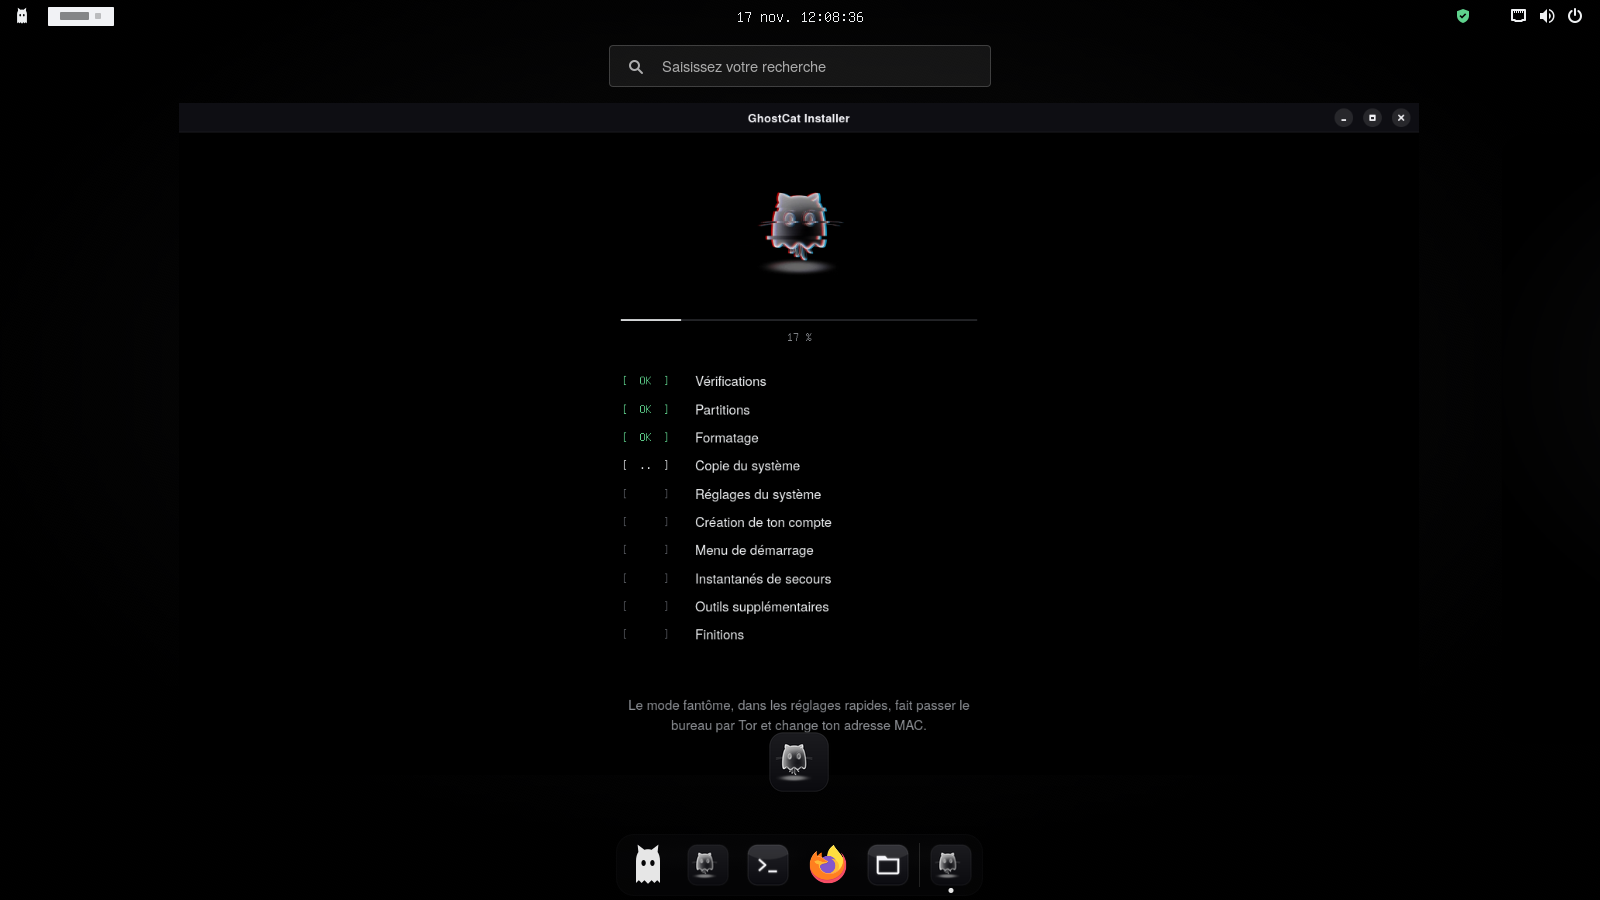 17 nov. 12:08:36
Saisissez votre recherche
GhostCat Installer
17 %
[ OK ] Vérifications
[ OK ] Partitions
[ OK ] Formatage
[ .. ] Copie du système
[ ] Réglages du système
[ ] Création de ton compte
[ ] Menu de démarrage
[ ] Instantanés de secours
[ ] Outils supplémentaires
[ ] Finitions
Le mode fantôme, dans les réglages rapides, fait passer le
bureau par Tor et change ton adresse MAC.